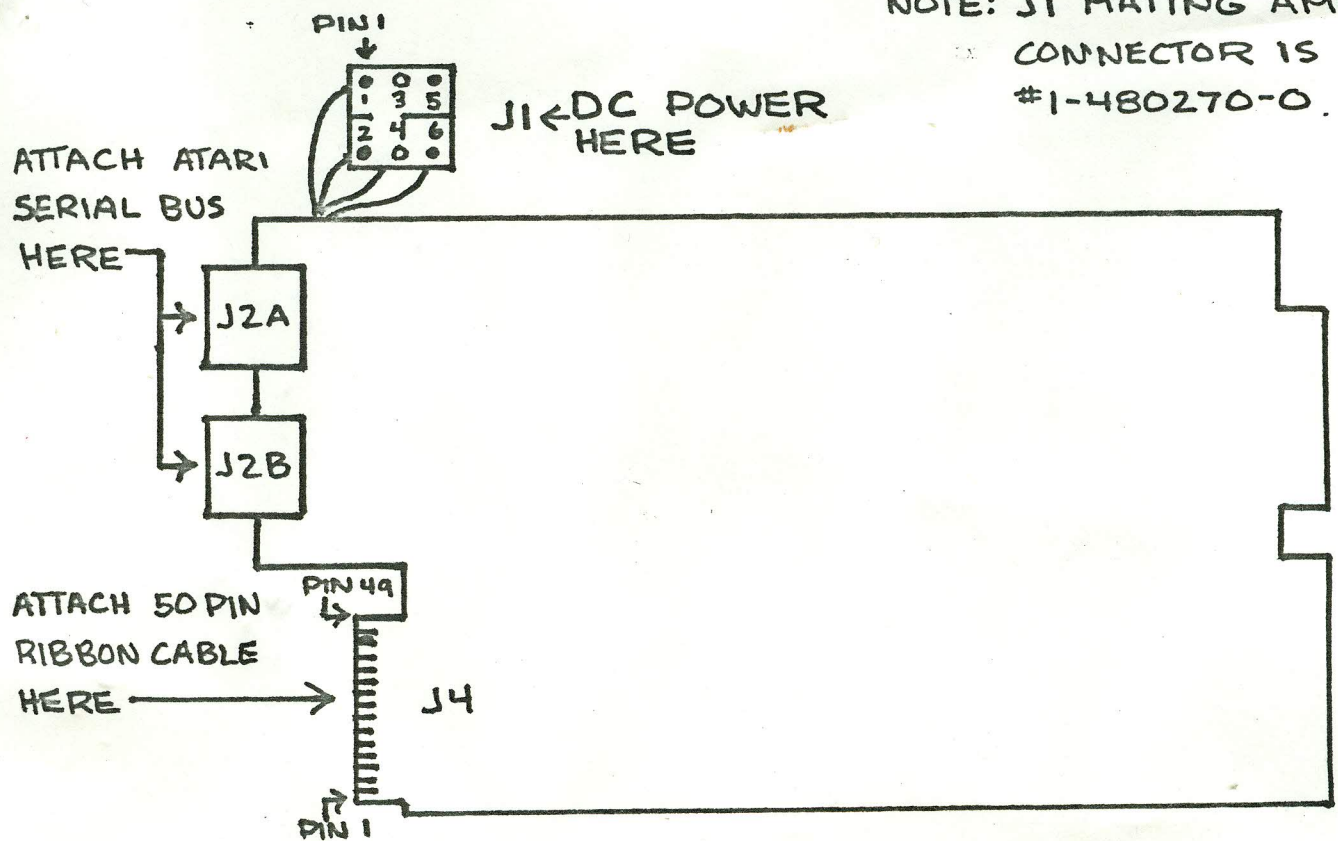 PIN 1
NOTE: J1 MATING
CONNECTOR IS
#1-480270-0.
1 3 5
2 4 6
J1 ← DC POWER
HERE
ATTACH ATARI
SERIAL BUS
HERE
J2A
J2B
PIN 49
ATTACH 50 PIN
RIBBON CABLE
HERE
J4
PIN 1